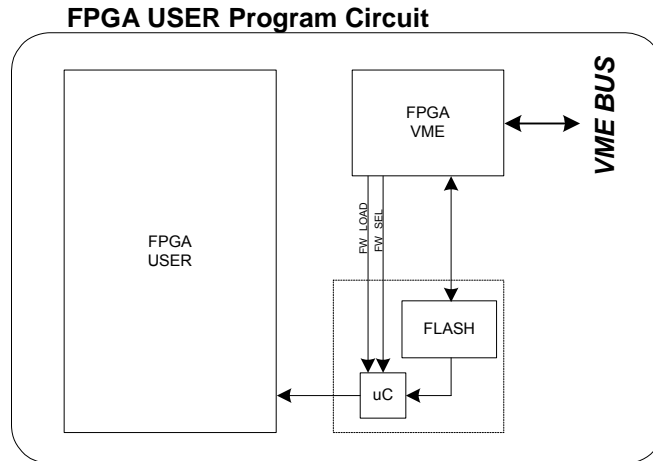 FPGA USER Program Circuit
FPGA
VME
VME BUS
FW_LOAD
FW_SEL
FPGA
USER
FLASH
uC